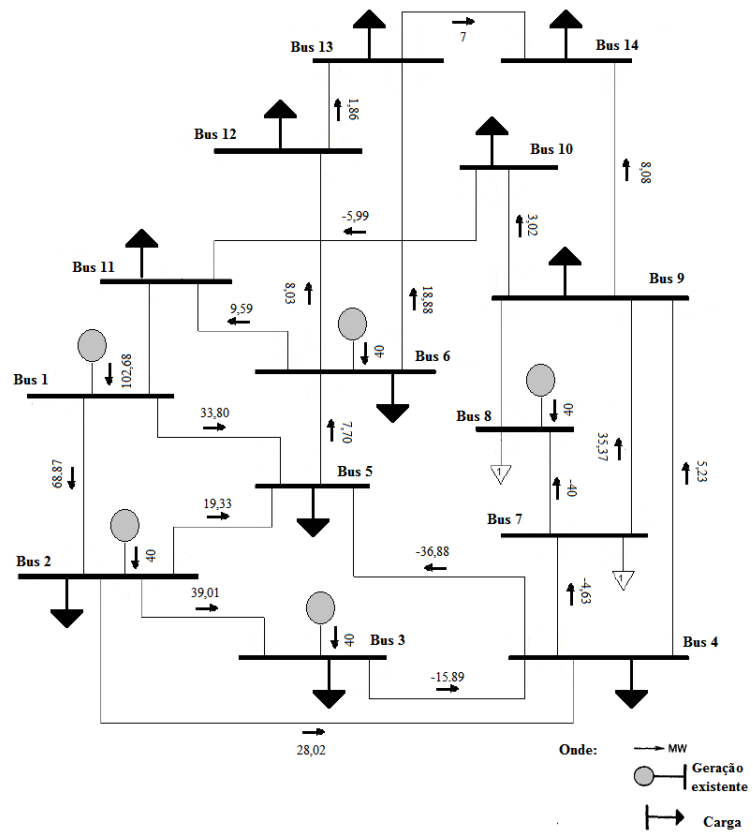 Bus 13
7
Bus 14
1,86
Bus 12
Bus 10
8,08
-5,99
3,02
Bus 11
Bus 9
8,03
18,88
9,59
40
Bus 6
102,68
Bus 1
40
Bus 8
33,80
7,70
35,37
5,23
68.87
Bus 5
1
-40
19,33
Bus 7
40
Bus 2
-36,88
1
-4,63
39,01
40
Bus 3
Bus 4
-15.89
28,02
Onde:
MW
Geração
existente
Carga